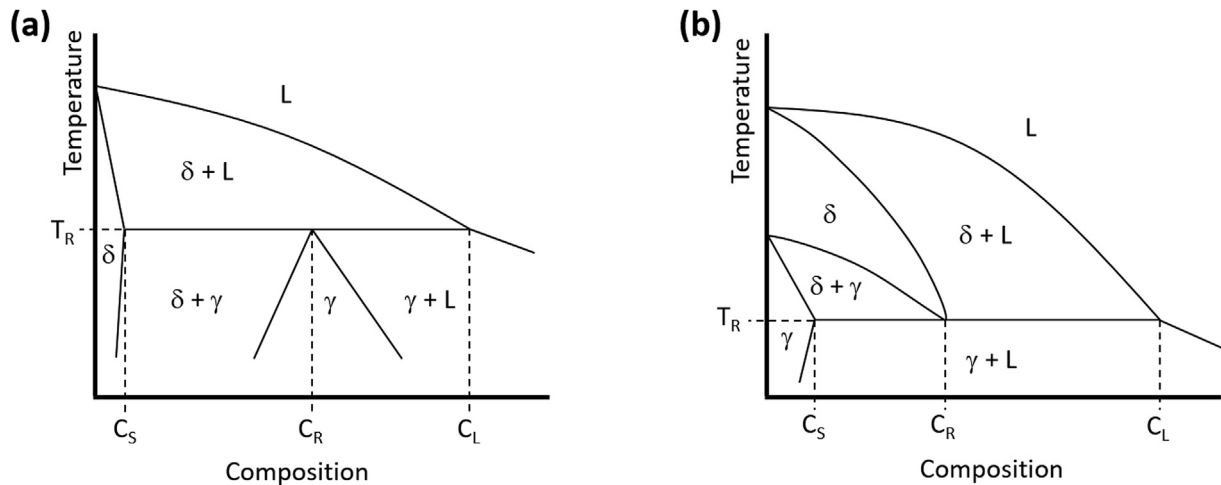 (a)
Temperature
L
δ + L
T_R
δ
δ + γ
γ
γ + L
C_S
C_R
C_L
Composition
(b)
Temperature
L
δ
δ + L
δ + γ
T_R
γ
γ + L
C_S
C_R
C_L
Composition